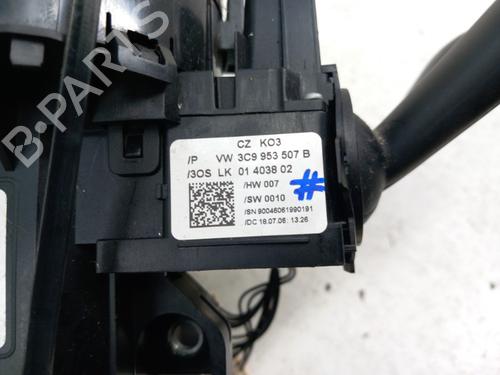 B-PARTS
CZ KO3
/P VW 3C9 953 507 B
/3OS LK 01 4038 02
/HW 007
/SW 0010 #
/SN 90046061990191
/DC 18.07.06; 13.26